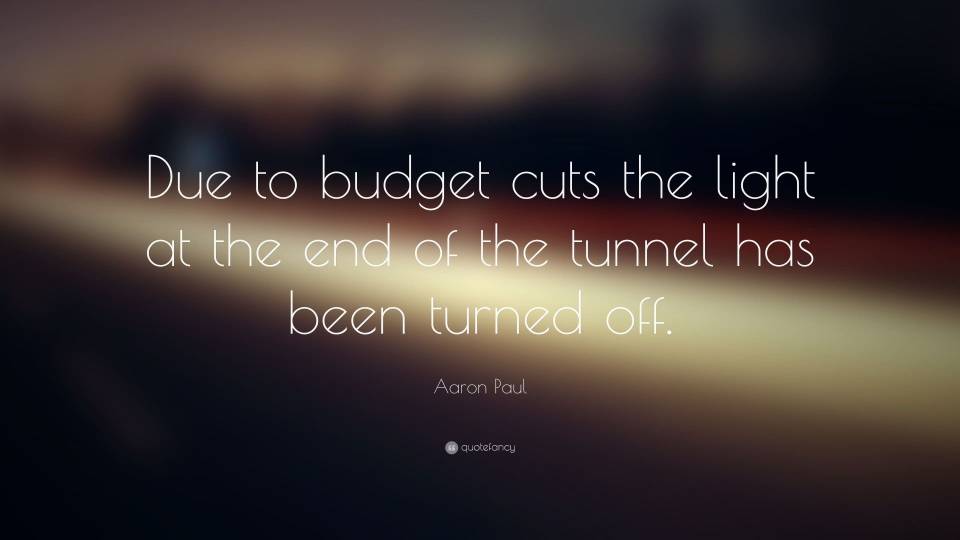 Due to budget cuts the light
at the end of the tunnel has
been turned off.
Aaron Paul
quotefancy